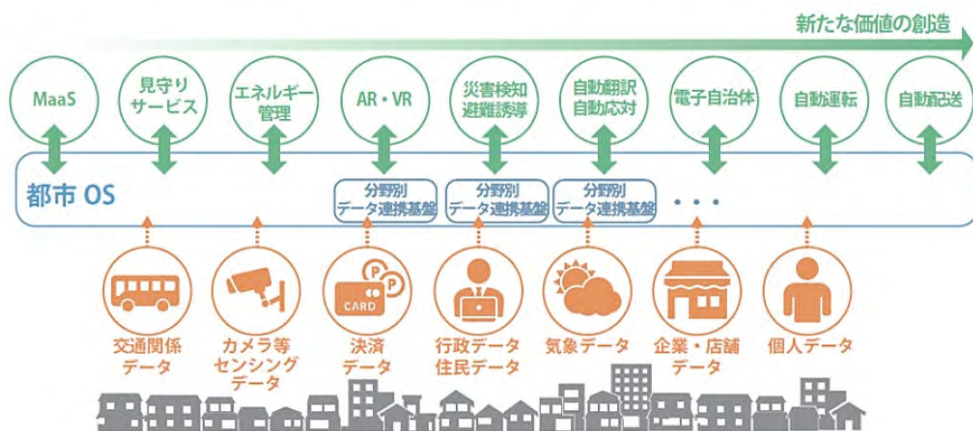 新たな価値の創造
MaaS
見守り
サービス
エネルギー
管理
AR・VR
災害検知
避難誘導
自動翻訳
自動応対
電子自治体
自動運転
自動配送
都市 OS
分野別
データ連携基盤
分野別
データ連携基盤
分野別
データ連携基盤
・・・
P
P
CARD
交通関係
データ
カメラ等
センシング
データ
決済
データ
行政データ
住民データ
気象データ
企業・店舗
データ
個人データ